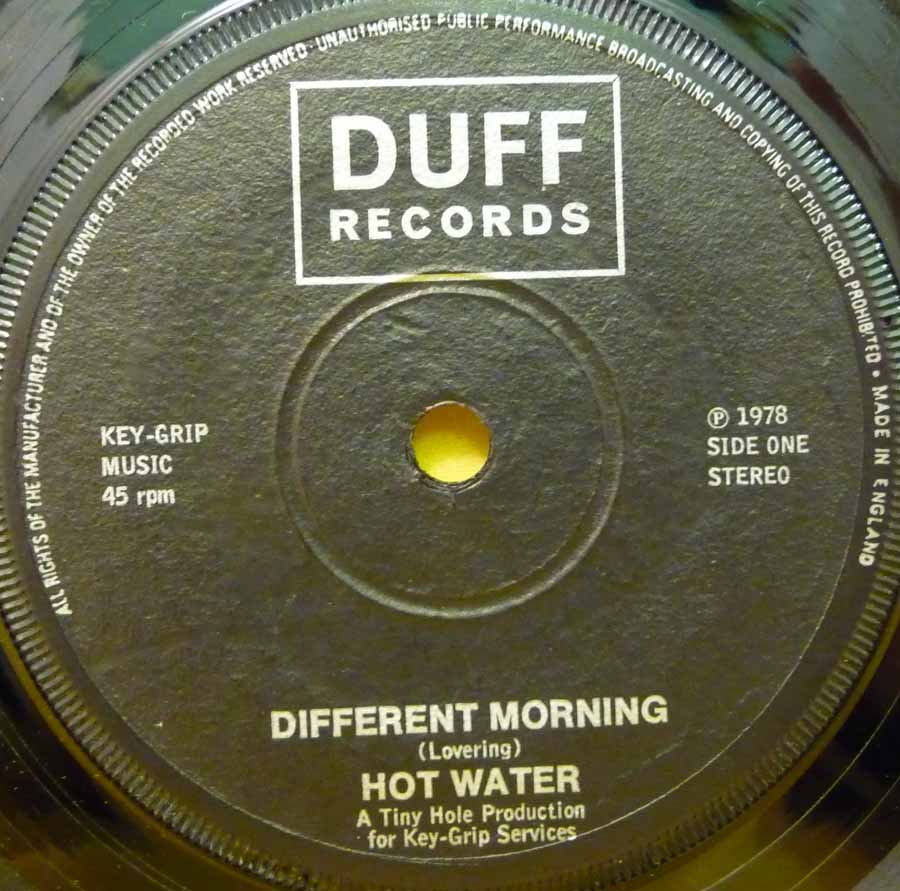 ALL RIGHTS OF THE MANUFACTURER AND OF THE OWNER OF THE RECORDED WORK RESERVED · UNAUTHORISED PUBLIC PERFORMANCE BROADCASTING AND COPYING OF THIS RECORD PROHIBITED • MADE IN ENGLAND
DUFF
RECORDS
KEY-GRIP
MUSIC
45 rpm
℗ 1978
SIDE ONE
STEREO
DIFFERENT MORNING
(Lovering)
HOT WATER
A Tiny Hole Production
for Key-Grip Services